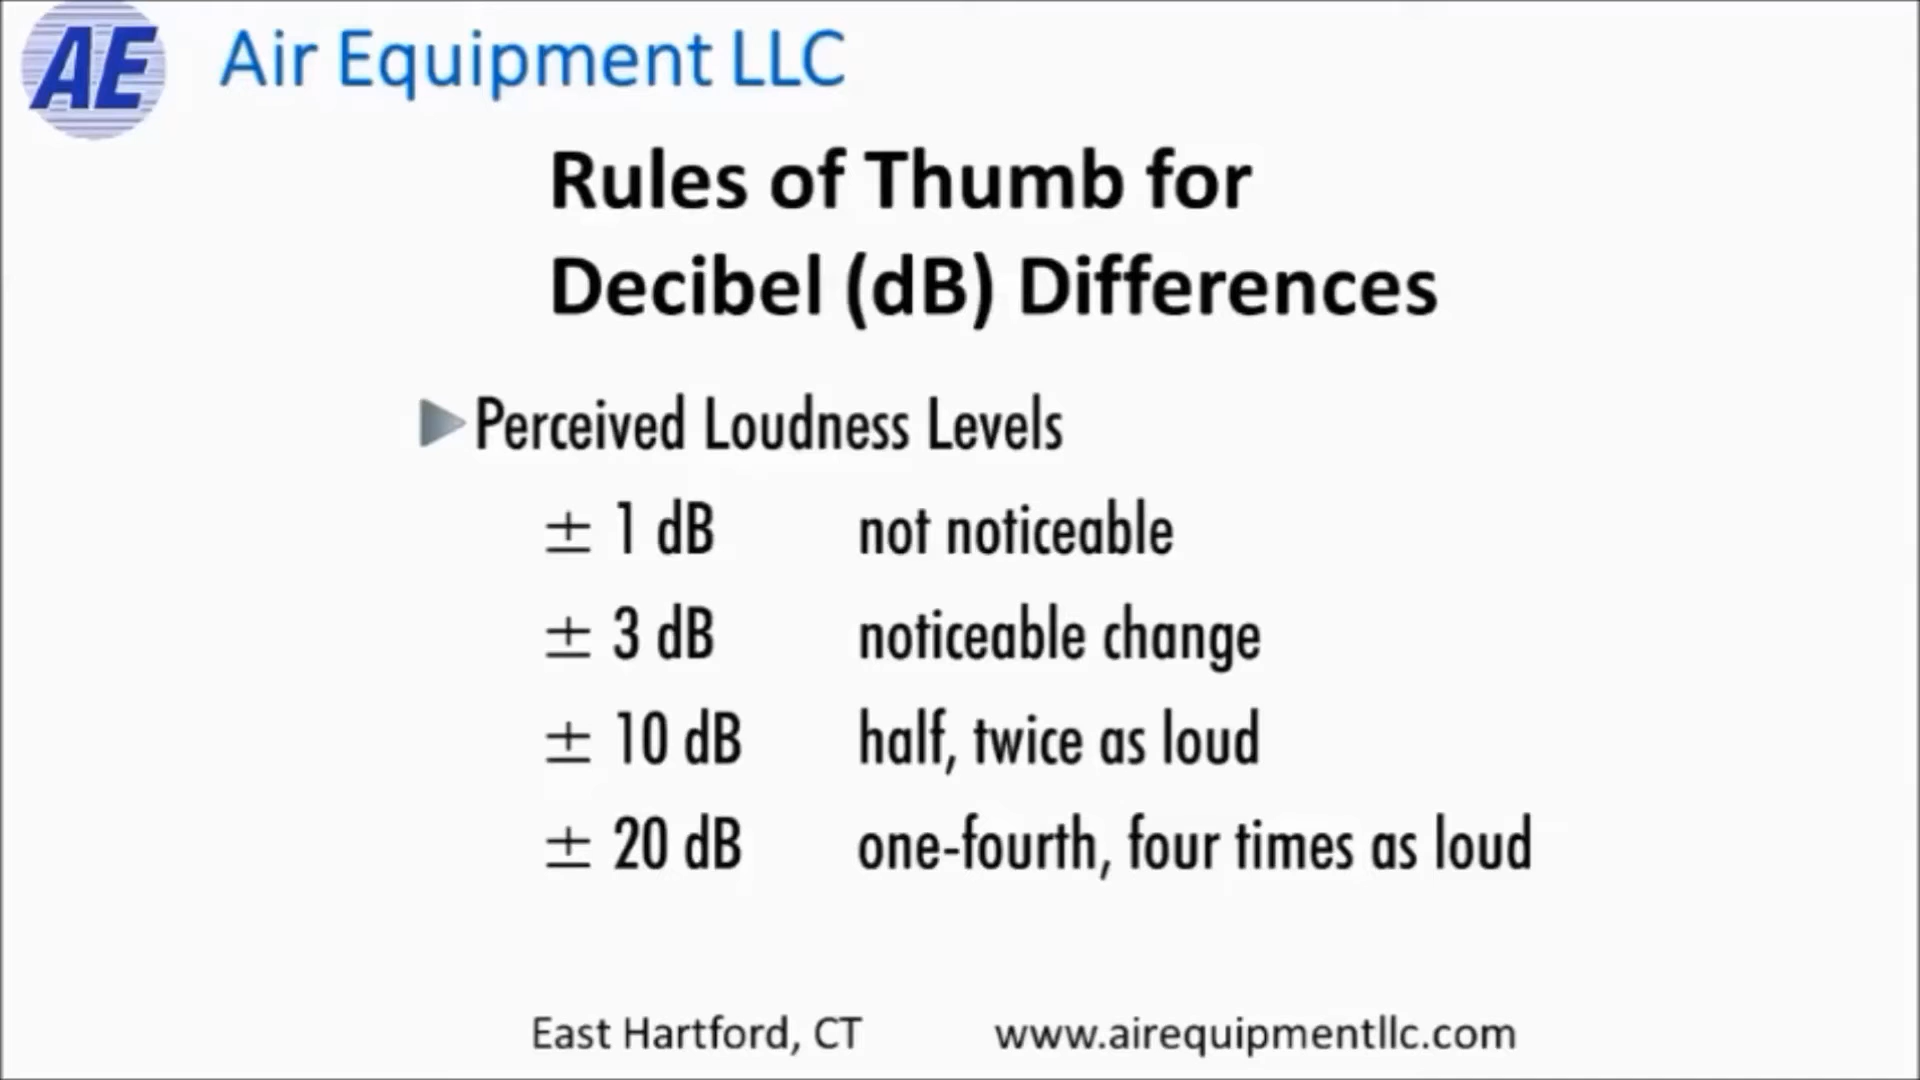 AE
Air Equipment LLC
Rules of Thumb for
Decibel (dB) Differences
Perceived Loudness Levels
± 1 dB not noticeable
± 3 dB noticeable change
± 10 dB half, twice as loud
± 20 dB one-fourth, four times as loud
East Hartford, CT www.airequipmentllc.com